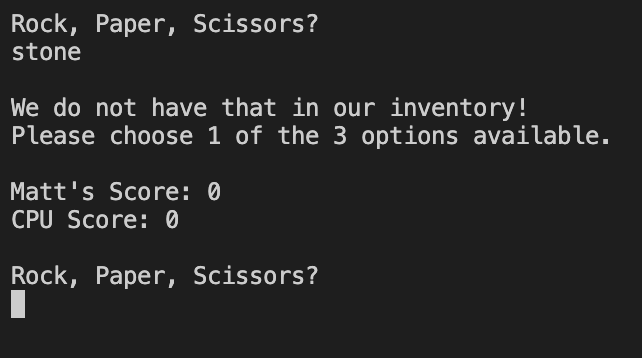 Rock, Paper, Scissors?
stone
We do not have that in our inventory!
Please choose 1 of the 3 options available.
Matt's Score: 0
CPU Score: 0
Rock, Paper, Scissors?